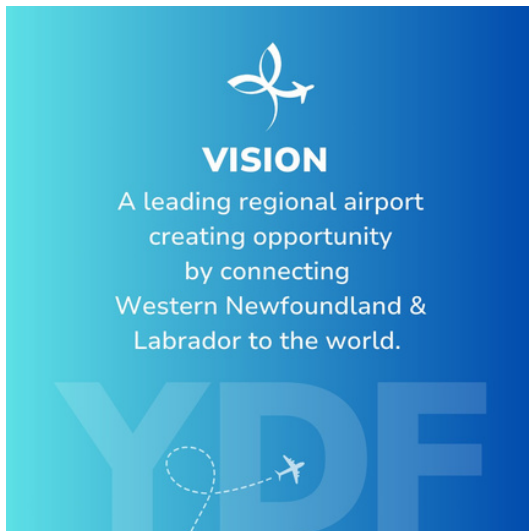 VISION
A leading regional airport
creating opportunity
by connecting
Western Newfoundland &
Labrador to the world.
YDF